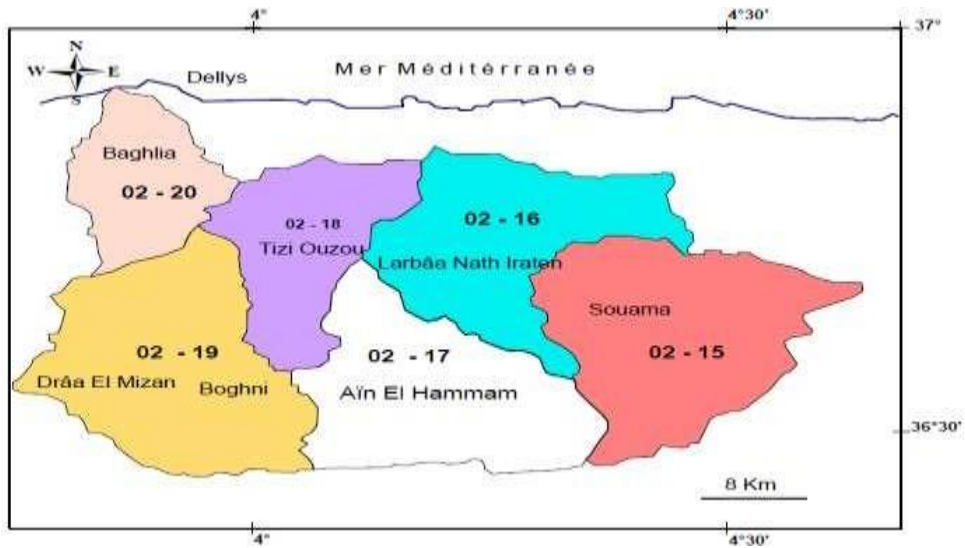 4°
4°30'
37°
N
W E
S
Dellys
Mer Méditérranée
Baghlia
02 - 20
02 - 18
Tizi Ouzou
02 - 16
Larbâa Nath Iraten
Souama
02 - 15
02 - 19
Drâa El Mizan
Boghni
02 - 17
Aïn El Hammam
36°30'
8 Km
4°
4°30'